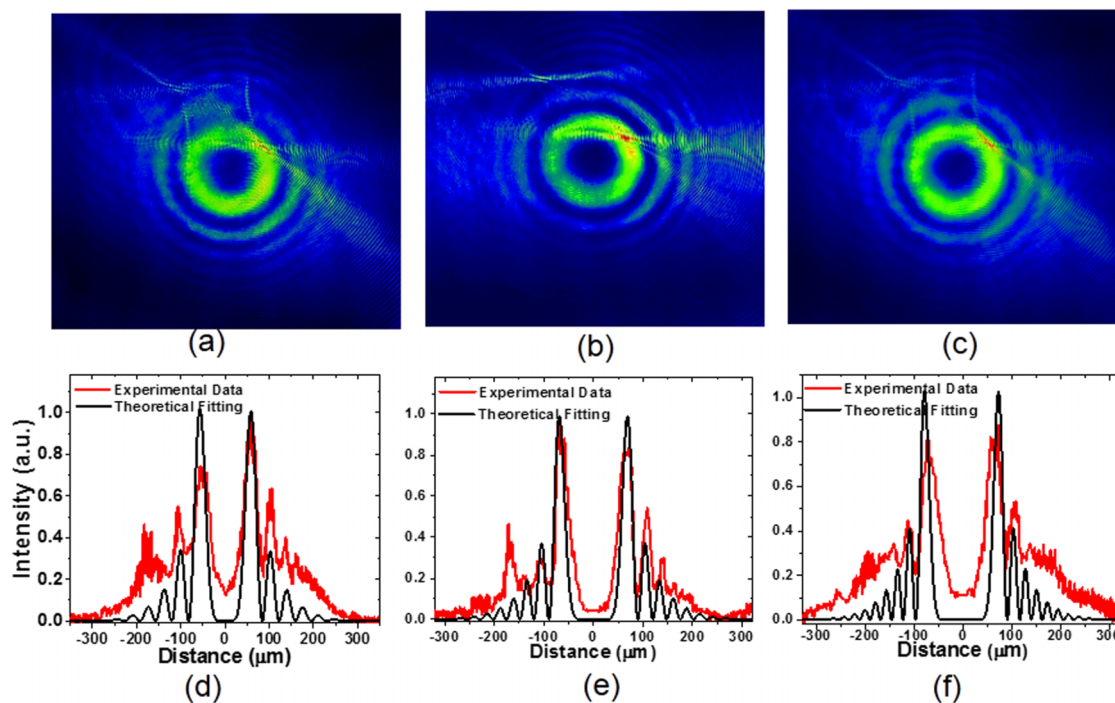 (a)
(b)
(c)
Experimental Data
Theoretical Fitting
1.0
0.8
0.6
0.4
0.2
0.0
Intensity (a.u.)
-300 -200 -100 0 100 200 300
Distance (μm)
(d)
Experimental Data
Theoretical Fitting
1.0
0.8
0.6
0.4
0.2
0.0
-300 -200 -100 0 100 200 300
Distance (μm)
(e)
Experimental Data
Theoretical Fitting
1.0
0.8
0.6
0.4
0.2
0.0
-300 -200 -100 0 100 200 300
Distance (μm)
(f)